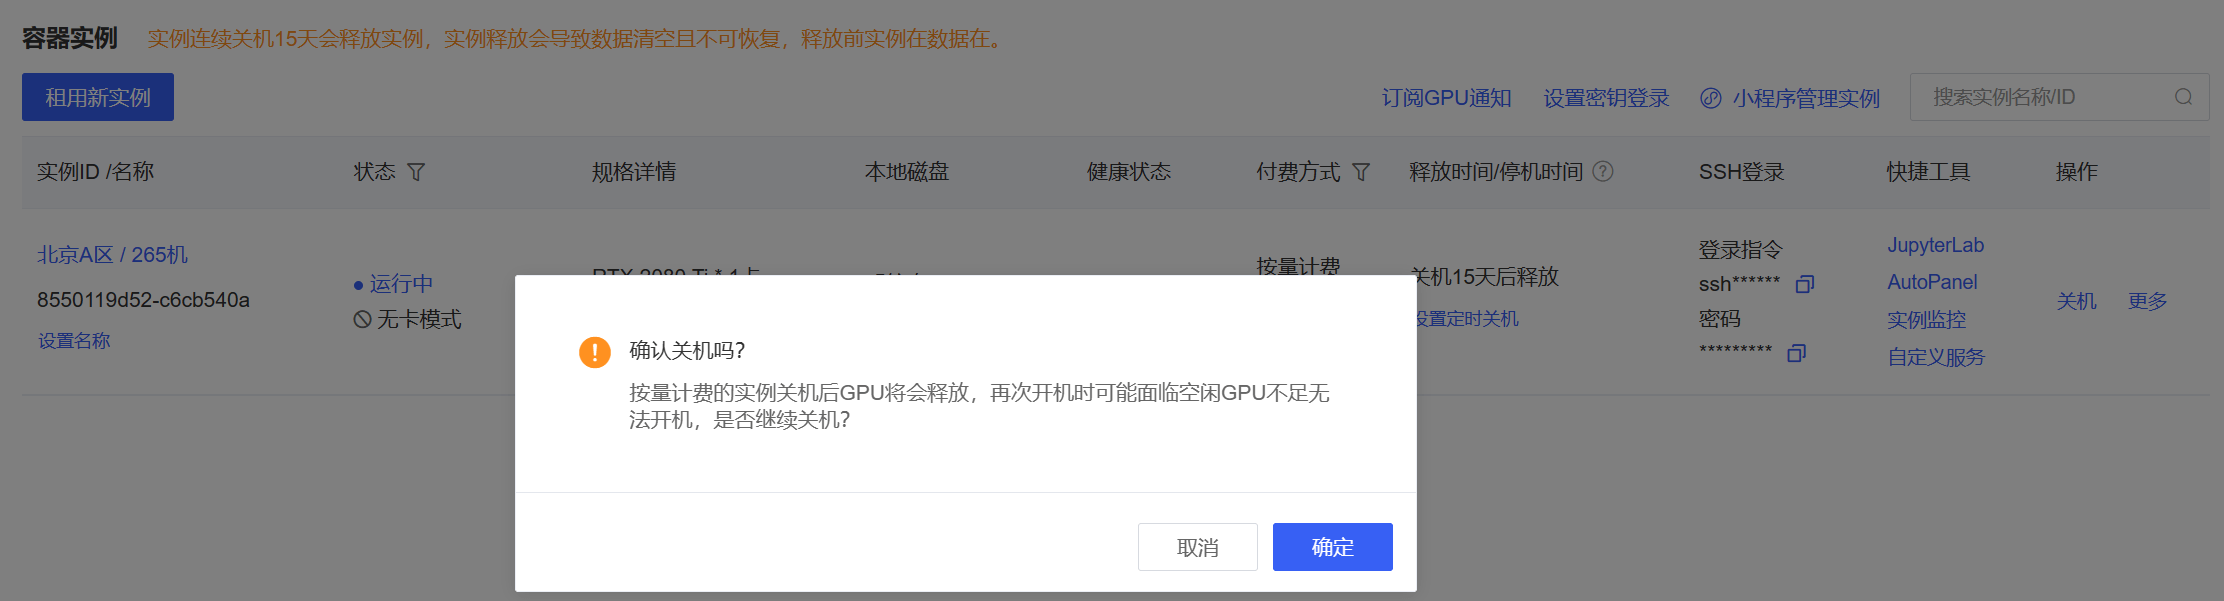 容器实例 实例连续关机15天会释放实例，实例释放会导致数据清空且不可恢复，释放前实例在数据在。
租用新实例 订阅GPU通知 设置密钥登录 小程序管理实例 搜索实例名称/ID
实例ID /名称 状态 规格详情 本地磁盘 健康状态 付费方式 释放时间/停机时间 SSH登录 快捷工具 操作
北京A区 / 265机
8550119d52-c6cb540a
设置名称
运行中
无卡模式
RTX 2080 Ti * 1卡
按量计费
关机15天后释放
设置定时关机
登录指令
ssh******
密码
*********
JupyterLab
AutoPanel
实例监控
自定义服务
关机 更多
确认关机吗？
按量计费的实例关机后GPU将会释放，再次开机时可能面临空闲GPU不足无
法开机，是否继续关机？
取消 确定